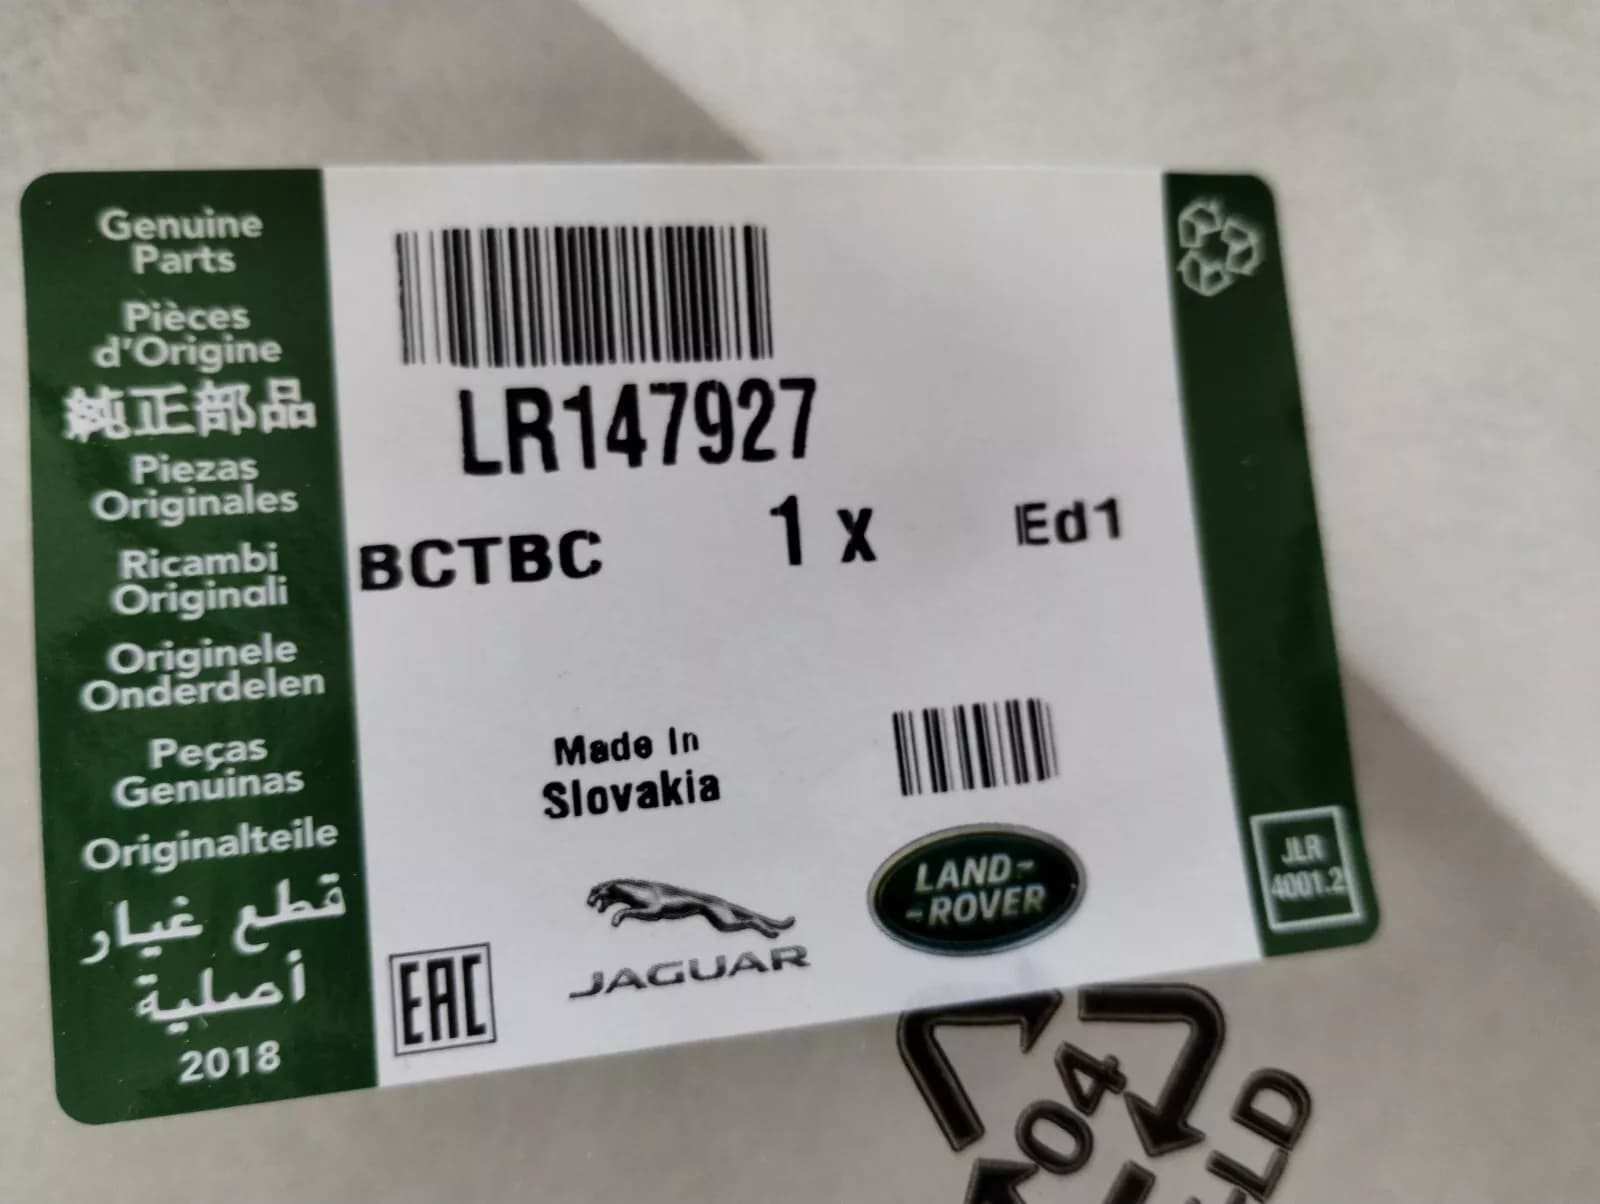 Genuine
Parts
Pièces
d'Origine
純正部品
Piezas
Originales
Ricambi
Originali
Originele
Onderdelen
Peças
Genuinas
Originalteile
قطع غيار
أصلية
2018
LR147927
BCTBC 1 x Ed1
Made In
Slovakia
EAC
JAGUAR
LAND-
-ROVER
JLR
4001.2
04